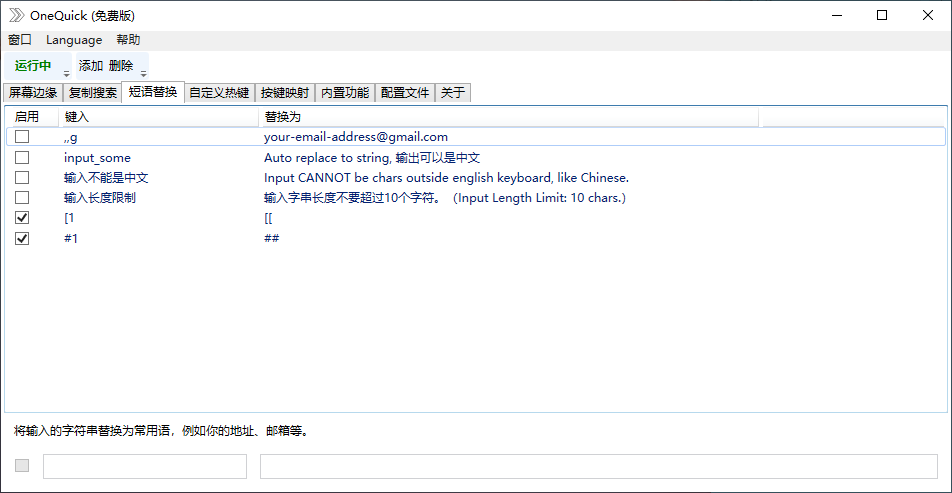 OneQuick (免费版)
窗口 Language 帮助
运行中 添加 删除
屏幕边缘 复制搜索 短语替换 自定义热键 按键映射 内置功能 配置文件 关于
启用 键入 替换为
,,g your-email-address@gmail.com
input_some Auto replace to string, 输出可以是中文
输入不能是中文 Input CANNOT be chars outside english keyboard, like Chinese.
输入长度限制 输入字串长度不要超过10个字符。 (Input Length Limit: 10 chars.)
[1 [[
#1 ##
将输入的字符串替换为常用语，例如你的地址、邮箱等。